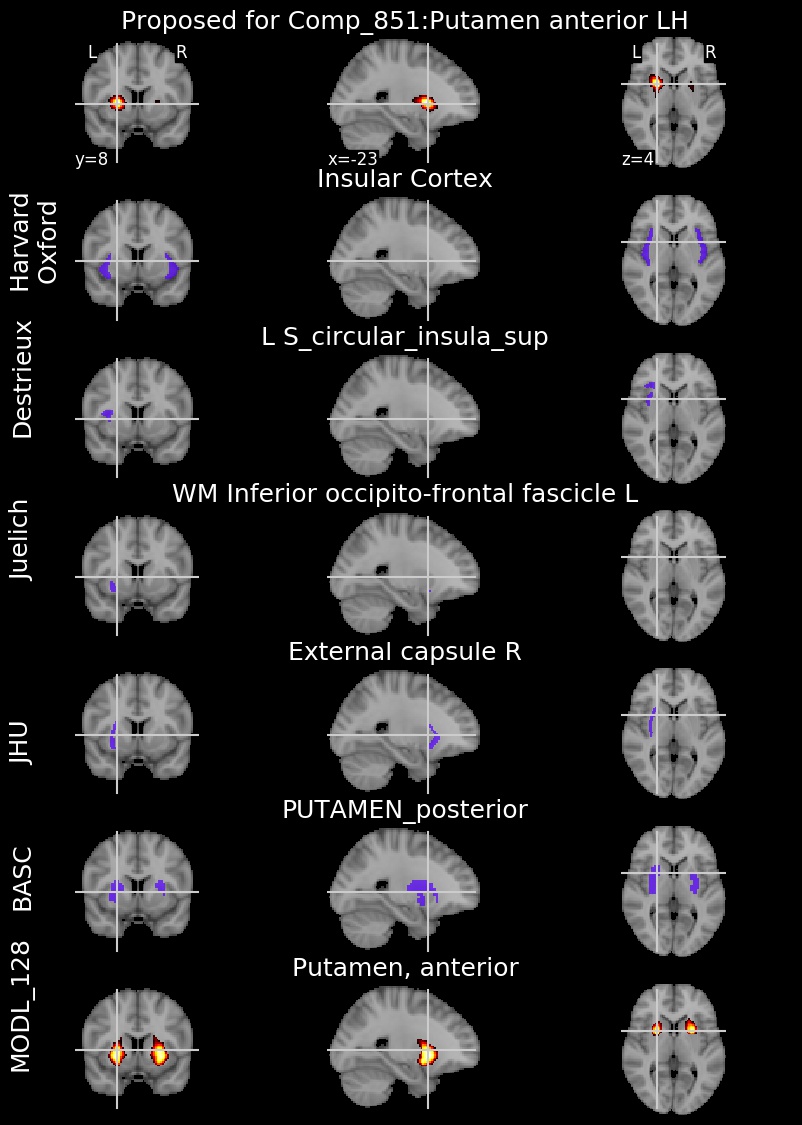 Proposed for Comp_851:Putamen anterior LH
L R
L R
y=8
x=-23
z=4
Insular Cortex
Harvard
Oxford
L S_circular_insula_sup
Destrieux
WM Inferior occipito-frontal fascicle L
Juelich
External capsule R
JHU
PUTAMEN_posterior
BASC
Putamen, anterior
MODL_128